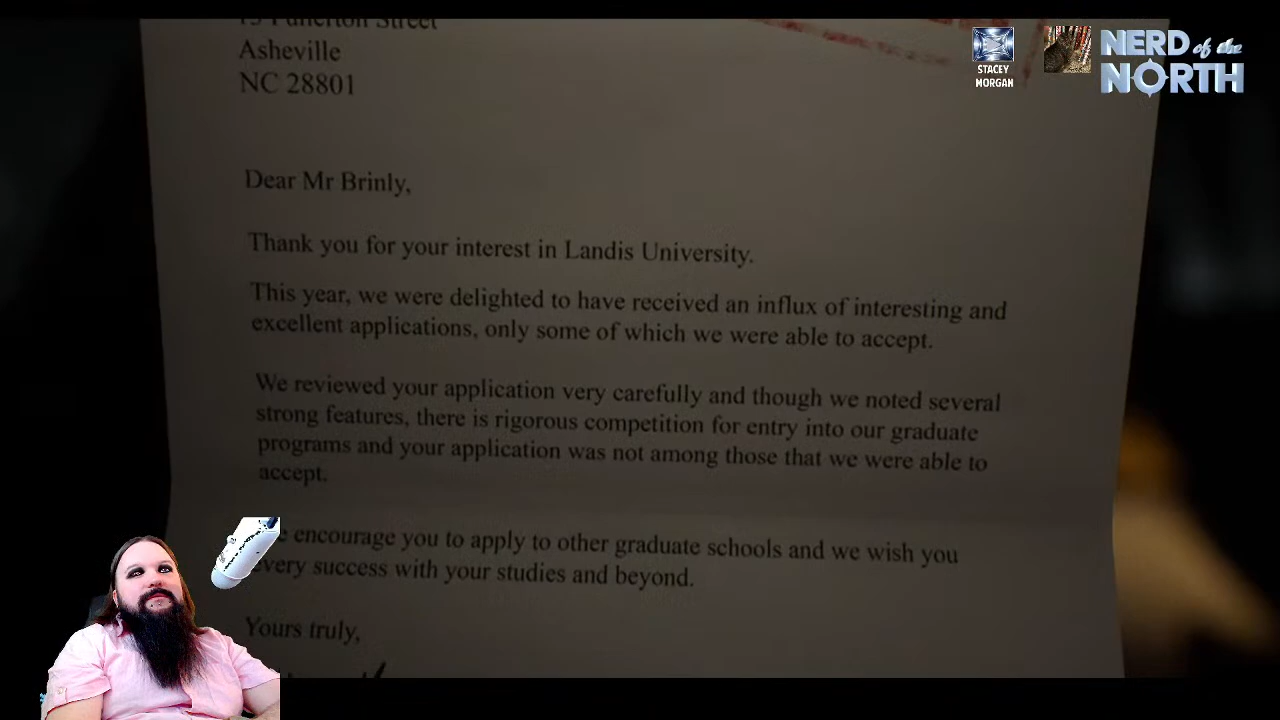 Street
Asheville
NC 28801
Dear Mr Brinly,
Thank you for your interest in Landis University.
This year, we were delighted to have received an influx of interesting and
excellent applications, only some of which we were able to accept.
We reviewed your application very carefully and though we noted several
strong features, there is rigorous competition for entry into our graduate
programs and your application was not among those that we were able to
accept.
encourage you to apply to other graduate schools and we wish you
every success with your studies and beyond.
Yours truly,
STACEY
MORGAN
NERD of the
NORTH